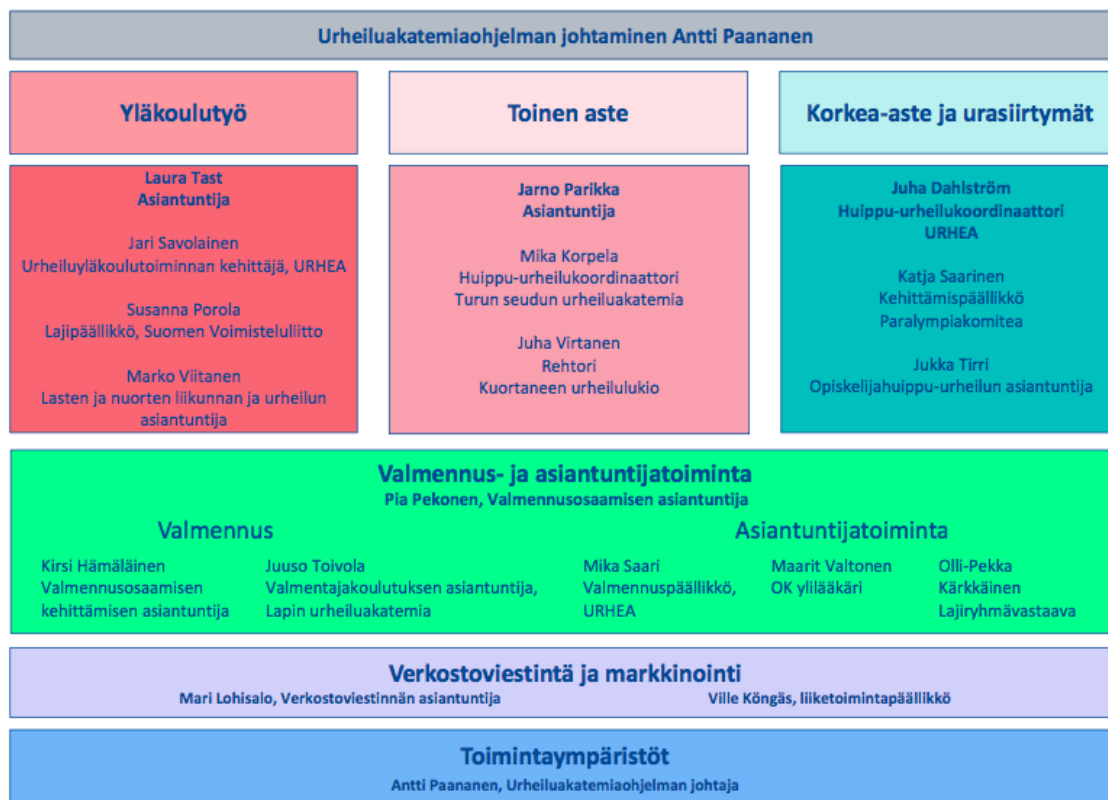 Urheiluakatemiaohjelman johtaminen Antti Paananen
Yläkoulutyö
Toinen aste
Korkea-aste ja urasiirtymät
Laura Tast
Asiantuntija
Jari Savolainen
Urheiluyläkoulutoiminnan kehittäjä, URHEA
Susanna Porola
Lajipäällikkö, Suomen Voimisteluliitto
Marko Viitanen
Lasten ja nuorten liikunnan ja urheilun
asiantuntija
Jarno Parikka
Asiantuntija
Mika Korpela
Huippu-urheilukoordinaattori
Turun seudun urheiluakatemia
Juha Virtanen
Rehtori
Kuortaneen urheilulukio
Juha Dahlström
Huippu-urheilukoordinaattori
URHEA
Katja Saarinen
Kehittämispäällikkö
Paralympiakomitea
Jukka Tirri
Opiskelijahuippu-urheilun asiantuntija
Valmennus- ja asiantuntijatoiminta
Pia Pekonen, Valmennusosaamisen asiantuntija
Valmennus
Kirsi Hämäläinen
Valmennusosaamisen
kehittämisen asiantuntija
Juuso Toivola
Valmentajakoulutuksen asiantuntija,
Lapin urheiluakatemia
Asiantuntijatoiminta
Mika Saari
Valmennuspäällikkö,
URHEA
Maarit Valtonen
OK ylilääkäri
Olli-Pekka
Kärkkäinen
Lajiryhmävastaava
Verkostoviestintä ja markkinointi
Mari Lohisalo, Verkostoviestinnän asiantuntija
Ville Köngäs, liiketoimintapäällikkö
Toimintaympäristöt
Antti Paananen, Urheiluakatemiaohjelman johtaja